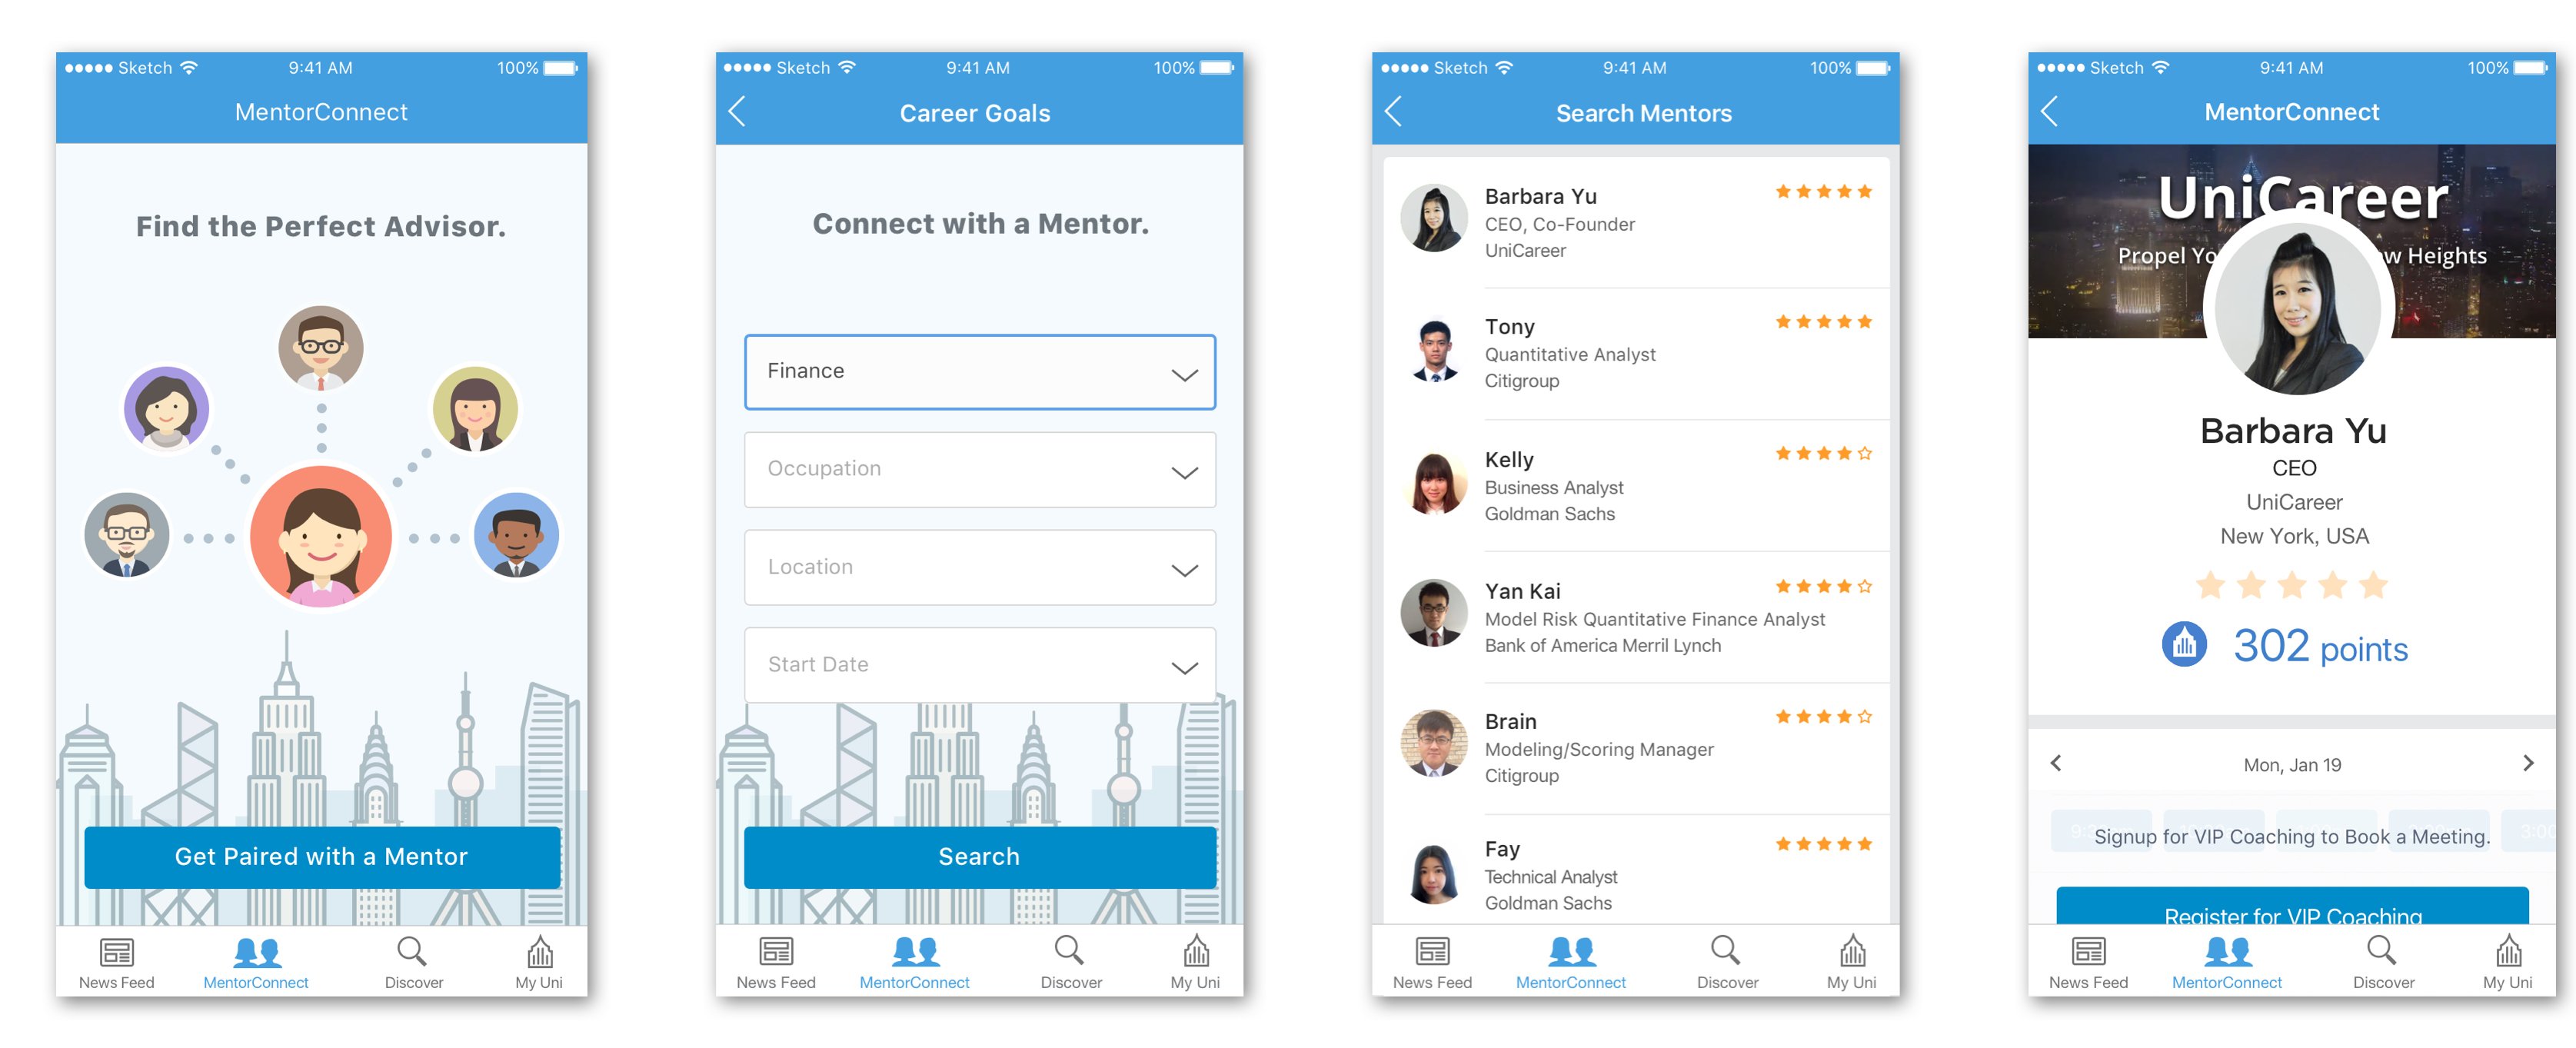 Sketch 9:41 AM 100%
MentorConnect
Find the Perfect Advisor.
Get Paired with a Mentor
News Feed MentorConnect Discover My Uni
Sketch 9:41 AM 100%
Career Goals
Connect with a Mentor.
Finance
Occupation
Location
Start Date
Search
News Feed MentorConnect Discover My Uni
Sketch 9:41 AM 100%
Search Mentors
Barbara Yu
CEO, Co-Founder
UniCareer
Tony
Quantitative Analyst
Citigroup
Kelly
Business Analyst
Goldman Sachs
Yan Kai
Model Risk Quantitative Finance Analyst
Bank of America Merril Lynch
Brain
Modeling/Scoring Manager
Citigroup
Fay
Technical Analyst
Goldman Sachs
News Feed MentorConnect Discover My Uni
Sketch 9:41 AM 100%
MentorConnect
UniCareer
Propel Heights
Barbara Yu
CEO
UniCareer
New York, USA
302 points
Mon, Jan 19
Signup for VIP Coaching to Book a Meeting.
Register for VIP Coaching
News Feed MentorConnect Discover My Uni